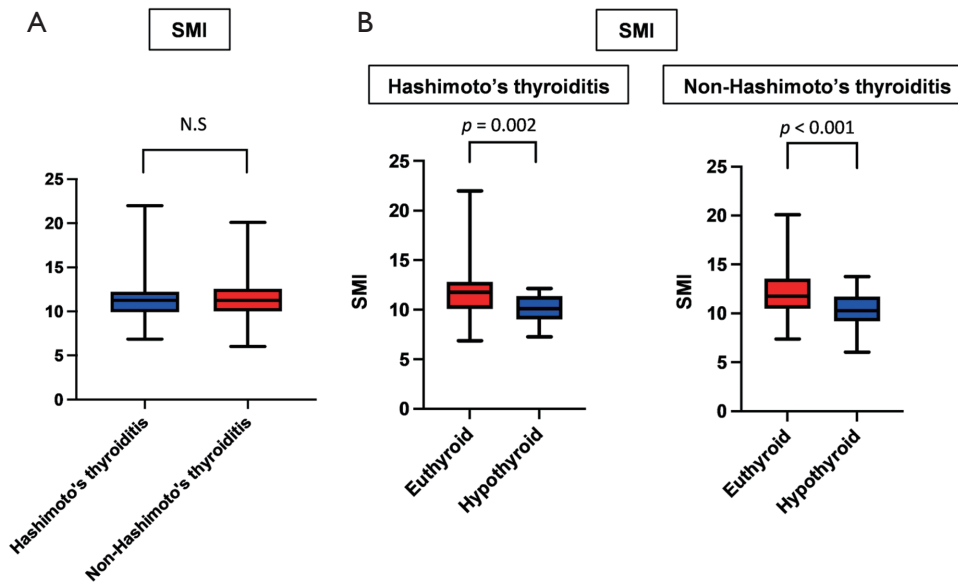 A
SMI
N.S
25
20
15
10
5
0
Hashimoto's thyroiditis
Non-Hashimoto's thyroiditis
B
SMI
Hashimoto's thyroiditis
p = 0.002
SMI
25
20
15
10
5
0
Euthyroid
Hypothyroid
Non-Hashimoto's thyroiditis
p < 0.001
SMI
25
20
15
10
5
0
Euthyroid
Hypothyroid